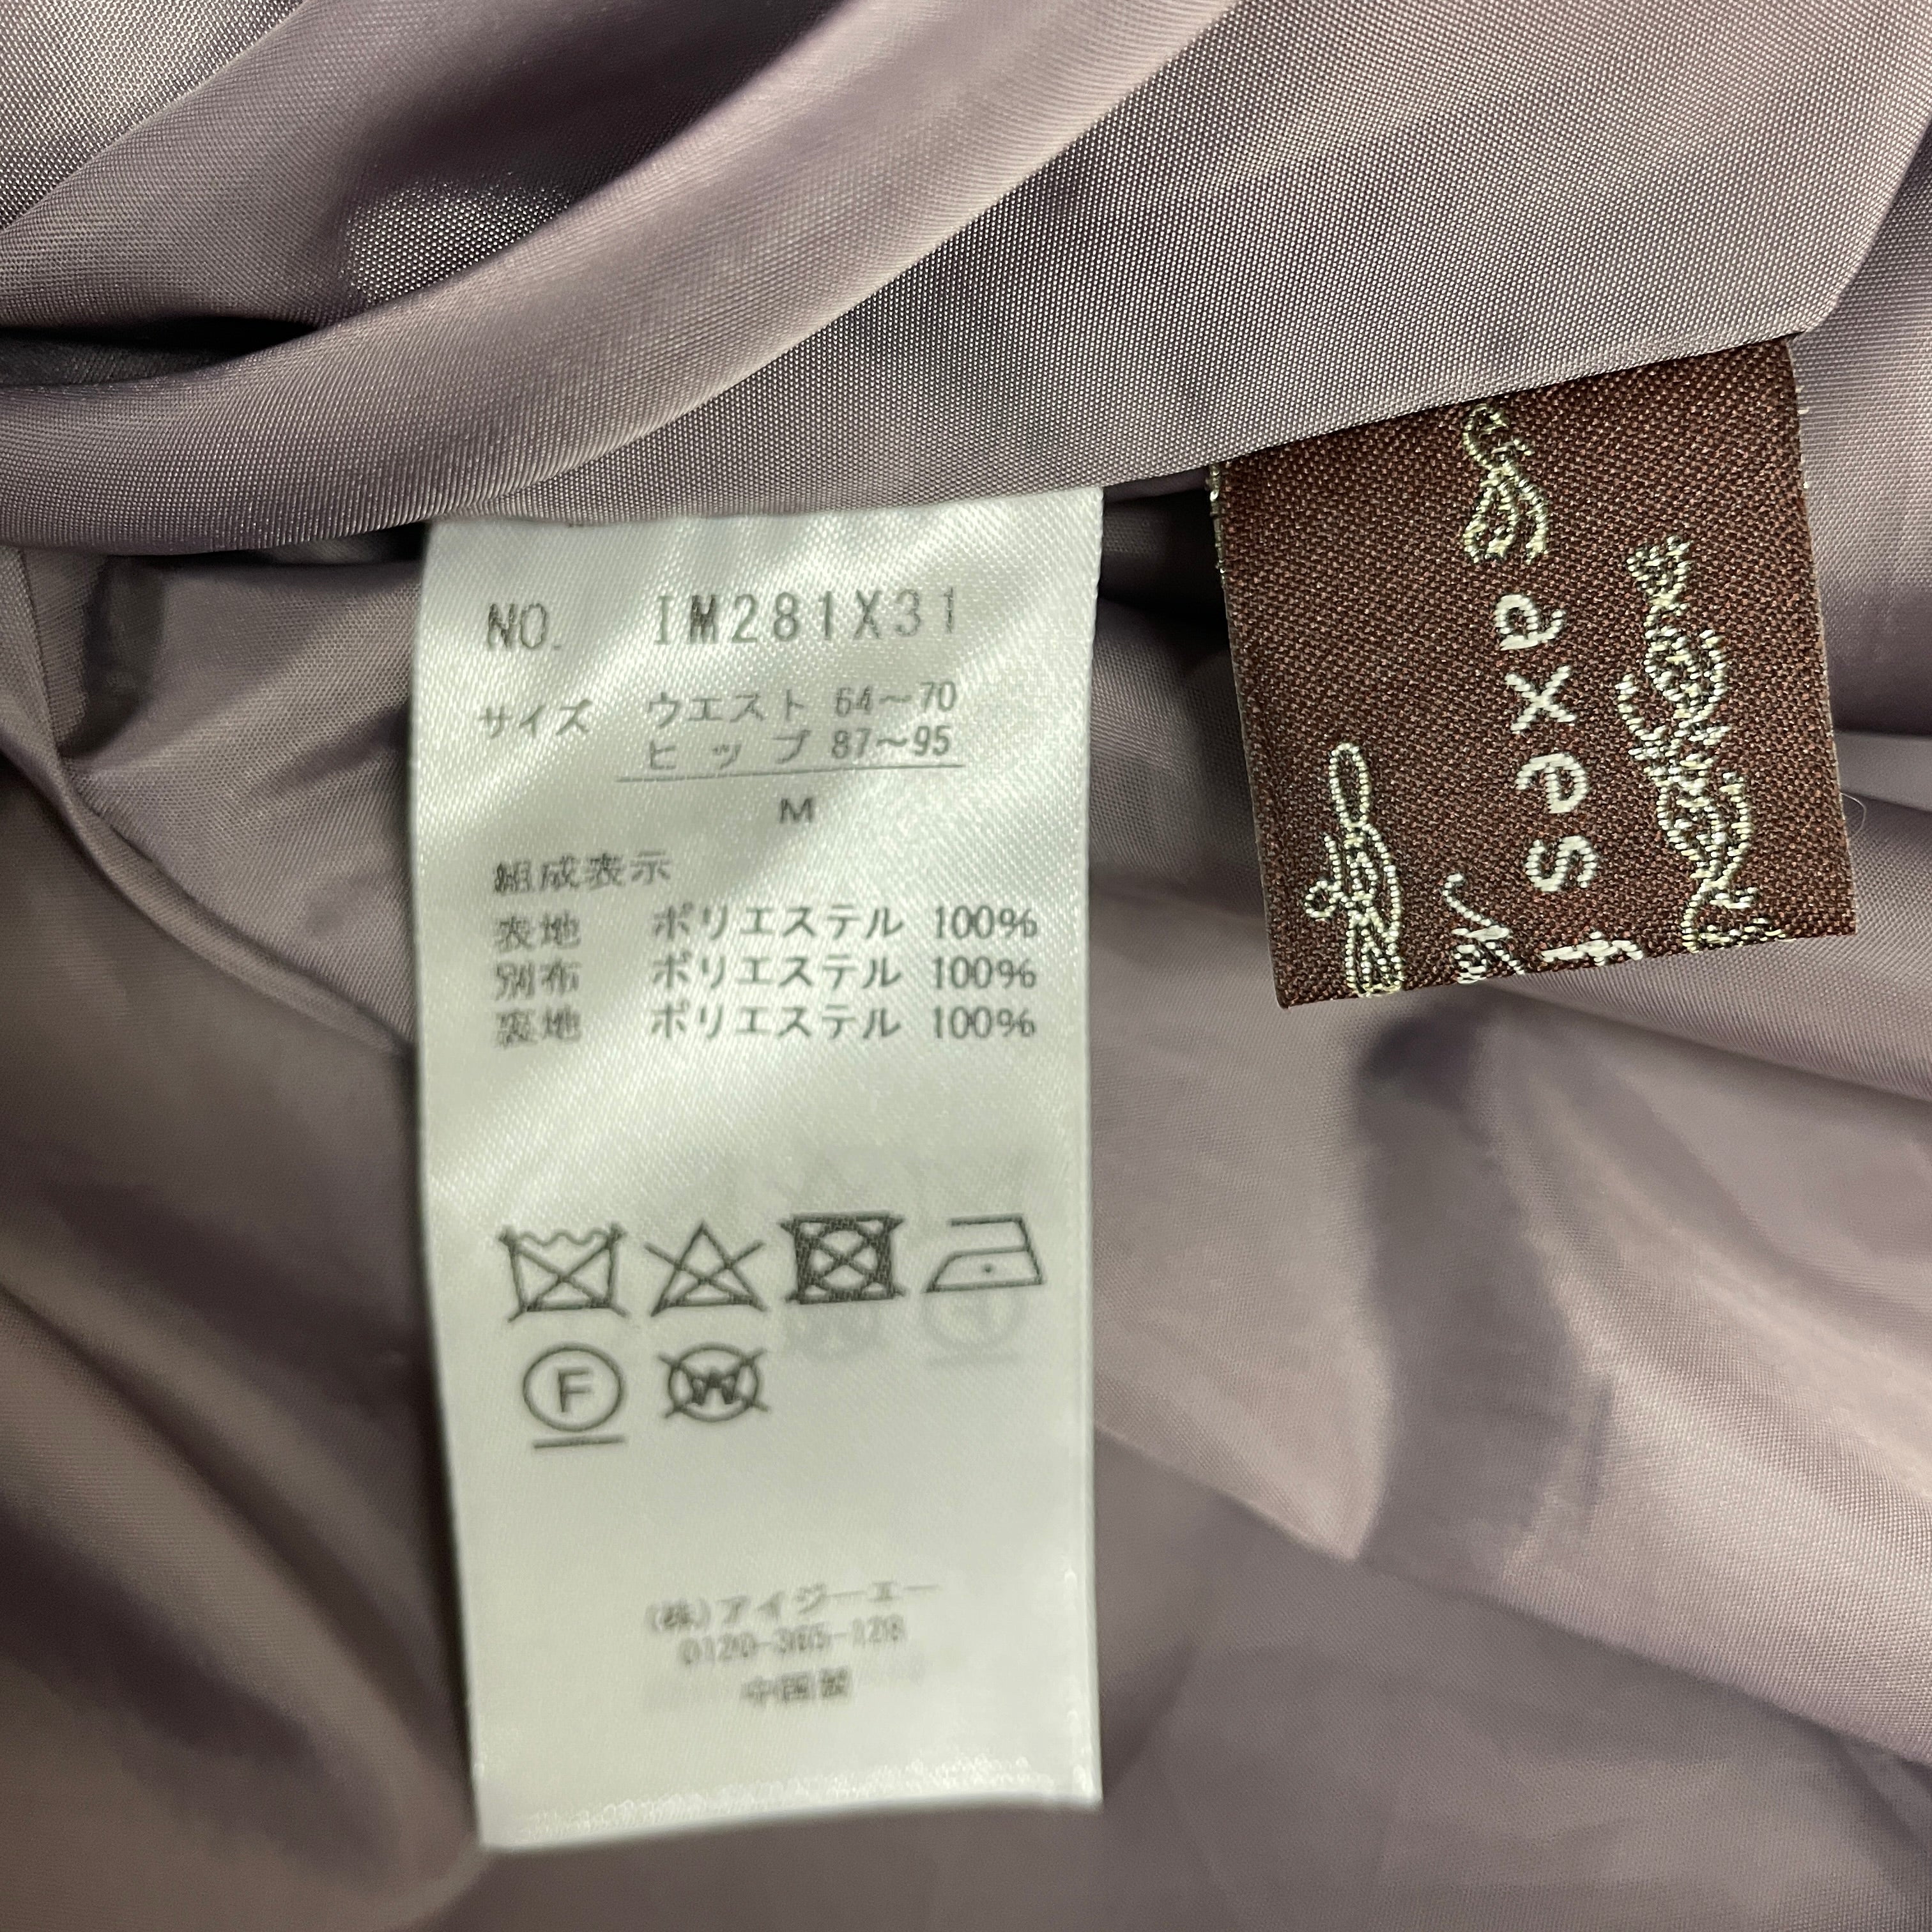 NO. IM281X31
サイズ ウエスト 64～70
ヒップ 87～95
M
組成表示
表地 ポリエステル 100%
別布 ポリエステル 100%
裏地 ポリエステル 100%
F
W
(株)アイジーエー
0120-365-128
中国製
axes